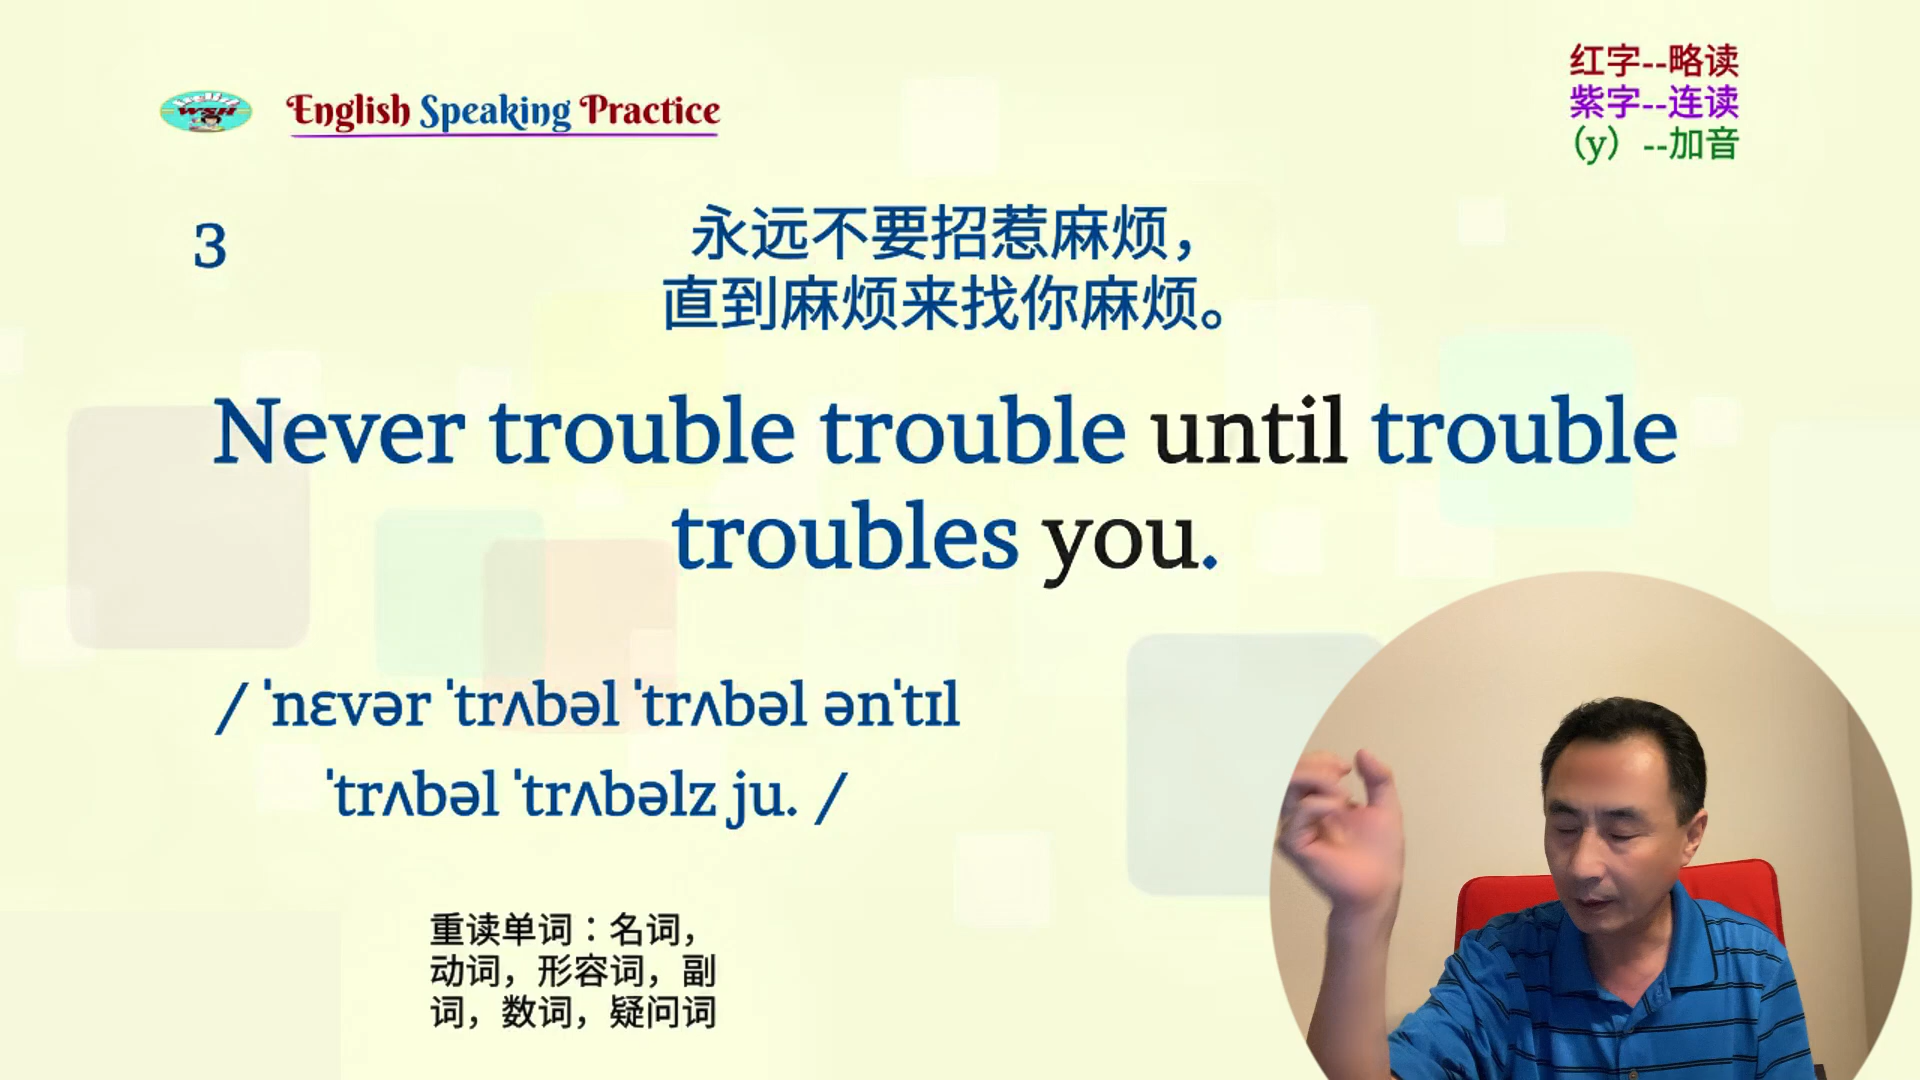 WSH
English Speaking Practice
红字--略读
紫字--连读
（y）--加音
3
永远不要招惹麻烦，
直到麻烦来找你麻烦。
Never trouble trouble until trouble
troubles you.
/ ˈnɛvər ˈtrʌbəl ˈtrʌbəl ənˈtɪl
ˈtrʌbəl ˈtrʌbəlz ju. /
重读单词：名词，
动词，形容词，副
词，数词，疑问词